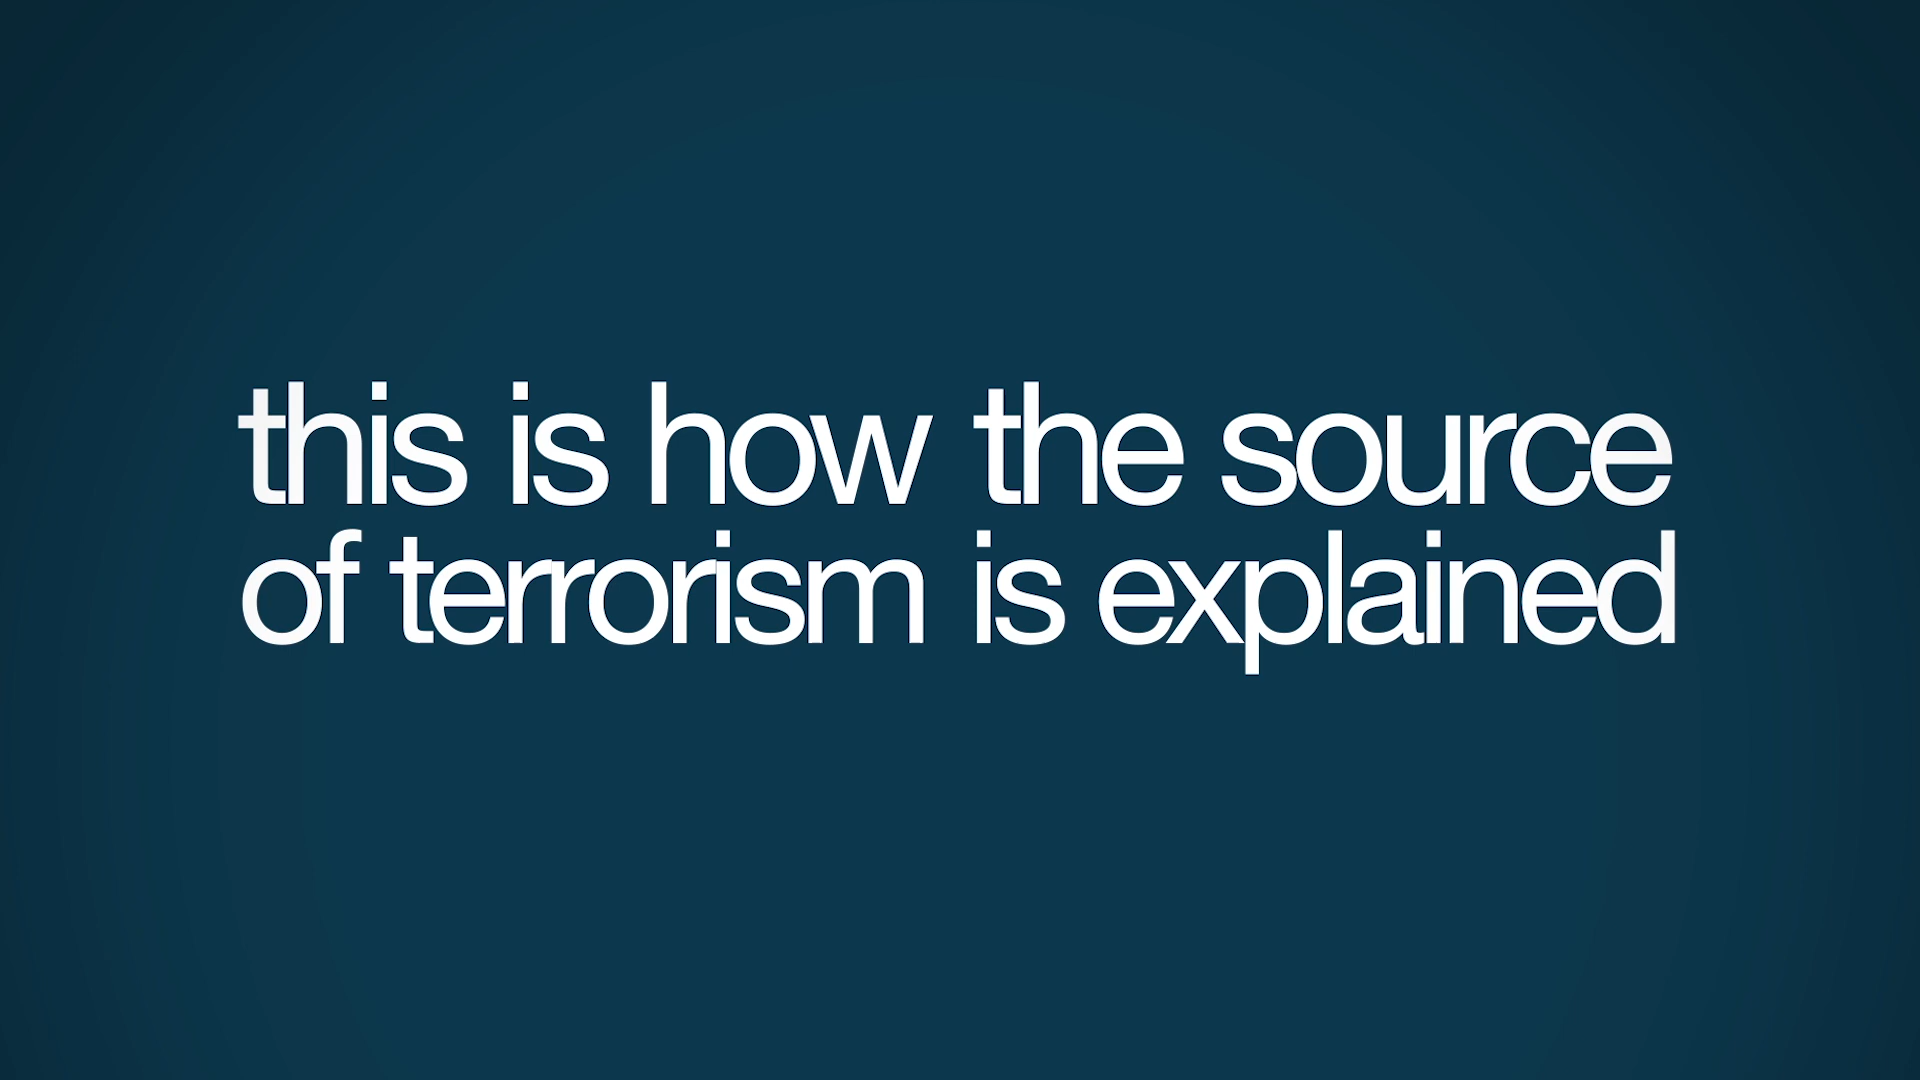 this is how the source
of terrorism is explained